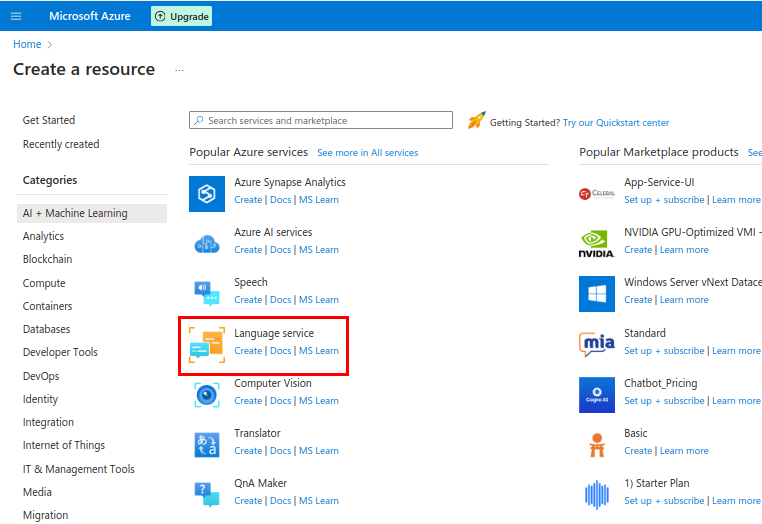 Microsoft Azure
Upgrade
Home
Create a resource
...
Get Started
Recently created
Categories
AI + Machine Learning
Analytics
Blockchain
Compute
Containers
Databases
Developer Tools
DevOps
Identity
Integration
Internet of Things
IT & Management Tools
Media
Migration
Search services and marketplace
Getting Started? Try our Quickstart center
Popular Azure services See more in All services
Azure Synapse Analytics
Create | Docs | MS Learn
Azure AI services
Create | Docs | MS Learn
Speech
Create | Docs | MS Learn
Language service
Create | Docs | MS Learn
Computer Vision
Create | Docs | MS Learn
Translator
Create | Docs | MS Learn
QnA Maker
Create | Docs | MS Learn
Popular Marketplace products See
CT CELEBAL
App-Service-UI
Set up + subscribe | Learn more
NVIDIA
NVIDIA GPU-Optimized VMI -
Create | Learn more
Windows Server vNext Datace
Create | Learn more
mia
Standard
Set up + subscribe | Learn more
Cogno AI
Chatbot_Pricing
Set up + subscribe | Learn more
Basic
Create | Learn more
1) Starter Plan
Set up + subscribe | Learn more